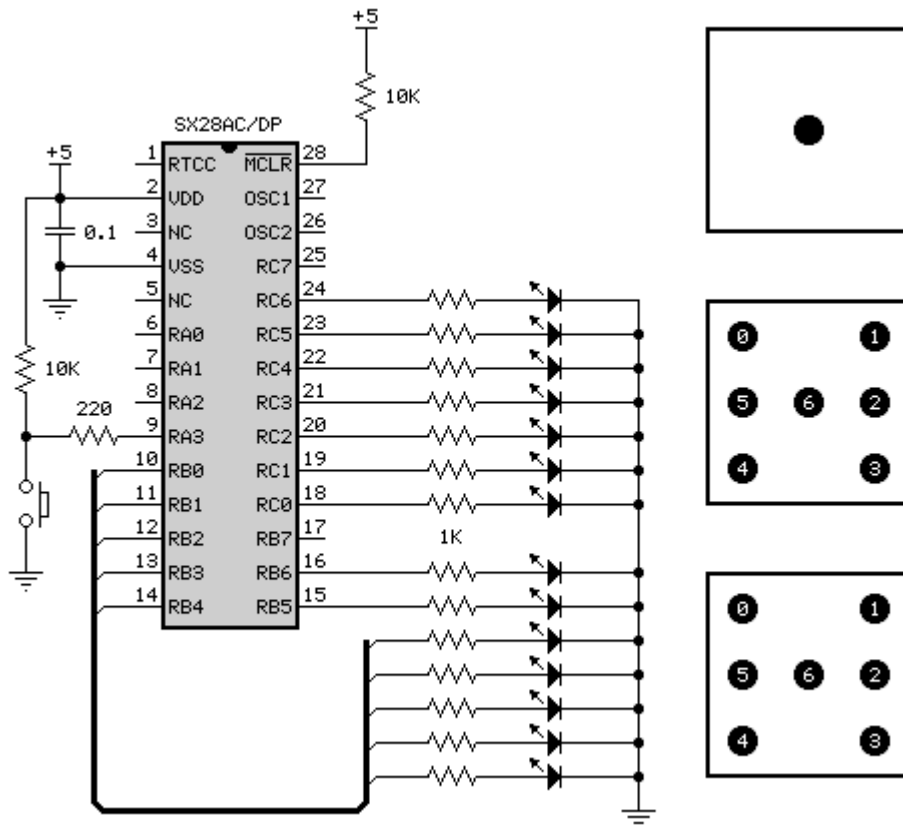 +5
10K
SX28AC/DP
+5
1 RTCC MCLR 28
2 VDD OSC1 27
0.1
3 NC OSC2 26
4 VSS RC7 25
5 NC RC6 24
6 RA0 RC5 23
7 RA1 RC4 22
10K
8 RA2 RC3 21
220
9 RA3 RC2 20
10 RB0 RC1 19
11 RB1 RC0 18
12 RB2 RB7 17
1K
13 RB3 RB6 16
14 RB4 RB5 15
0 1
5 6 2
4 3
0 1
5 6 2
4 3